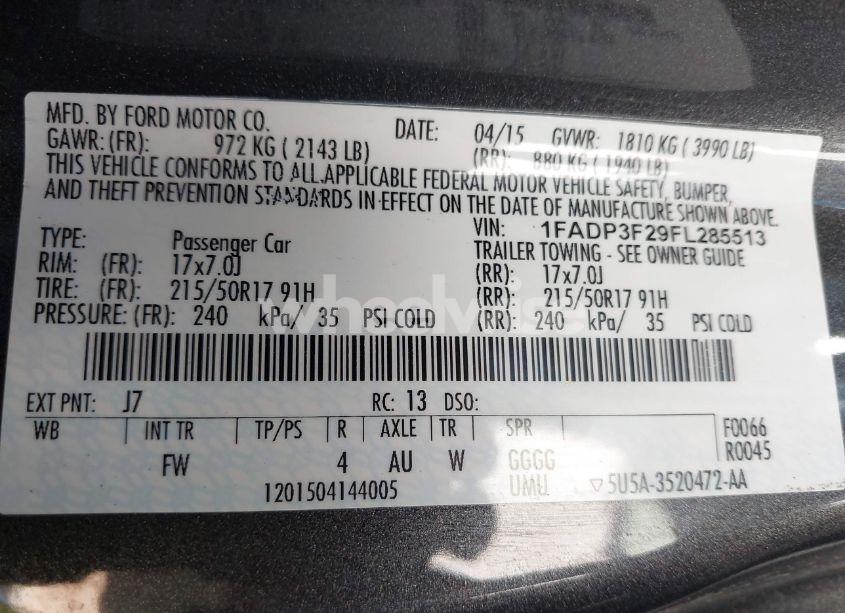 MFD. BY FORD MOTOR CO. DATE: 04/15 GVWR: 1810 KG ( 3990 LB)
GAWR: (FR): 972 KG ( 2143 LB) (RR): 880 KG ( 1940 LB)
THIS VEHICLE CONFORMS TO ALL APPLICABLE FEDERAL MOTOR VEHICLE SAFETY, BUMPER,
AND THEFT PREVENTION STANDARDS IN EFFECT ON THE DATE OF MANUFACTURE SHOWN ABOVE.
VIN: 1FADP3F29FL285513
TYPE: Passenger Car TRAILER TOWING - SEE OWNER GUIDE
RIM: (FR): 17x7.0J (RR): 17x7.0J
TIRE: (FR): 215/50R17 91H (RR): 215/50R17 91H
PRESSURE: (FR): 240 kPa/ 35 PSI COLD (RR): 240 kPa/ 35 PSI COLD
wheelwise
EXT PNT: J7 RC: 13 DSO:
WB INT TR TP/PS R AXLE TR SPR F0066
FW 4 AU W GGGG R0045
1201504144005 UMU ▽5U5A-3520472-AA